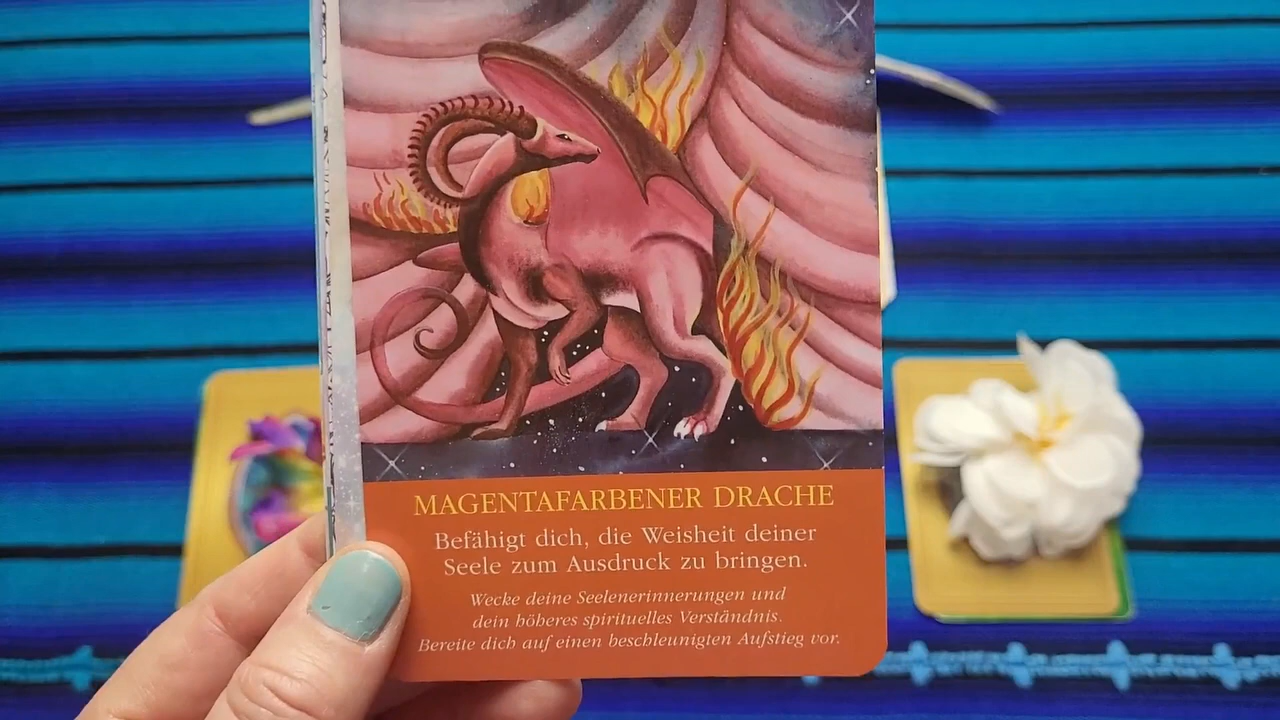 MAGENTAFARBENER DRACHE
Befähigt dich, die Weisheit deiner
Seele zum Ausdruck zu bringen.
Wecke deine Seelenerinnerungen und
dein höheres spirituelles Verständnis.
Bereite dich auf einen beschleunigten Aufstieg vor.